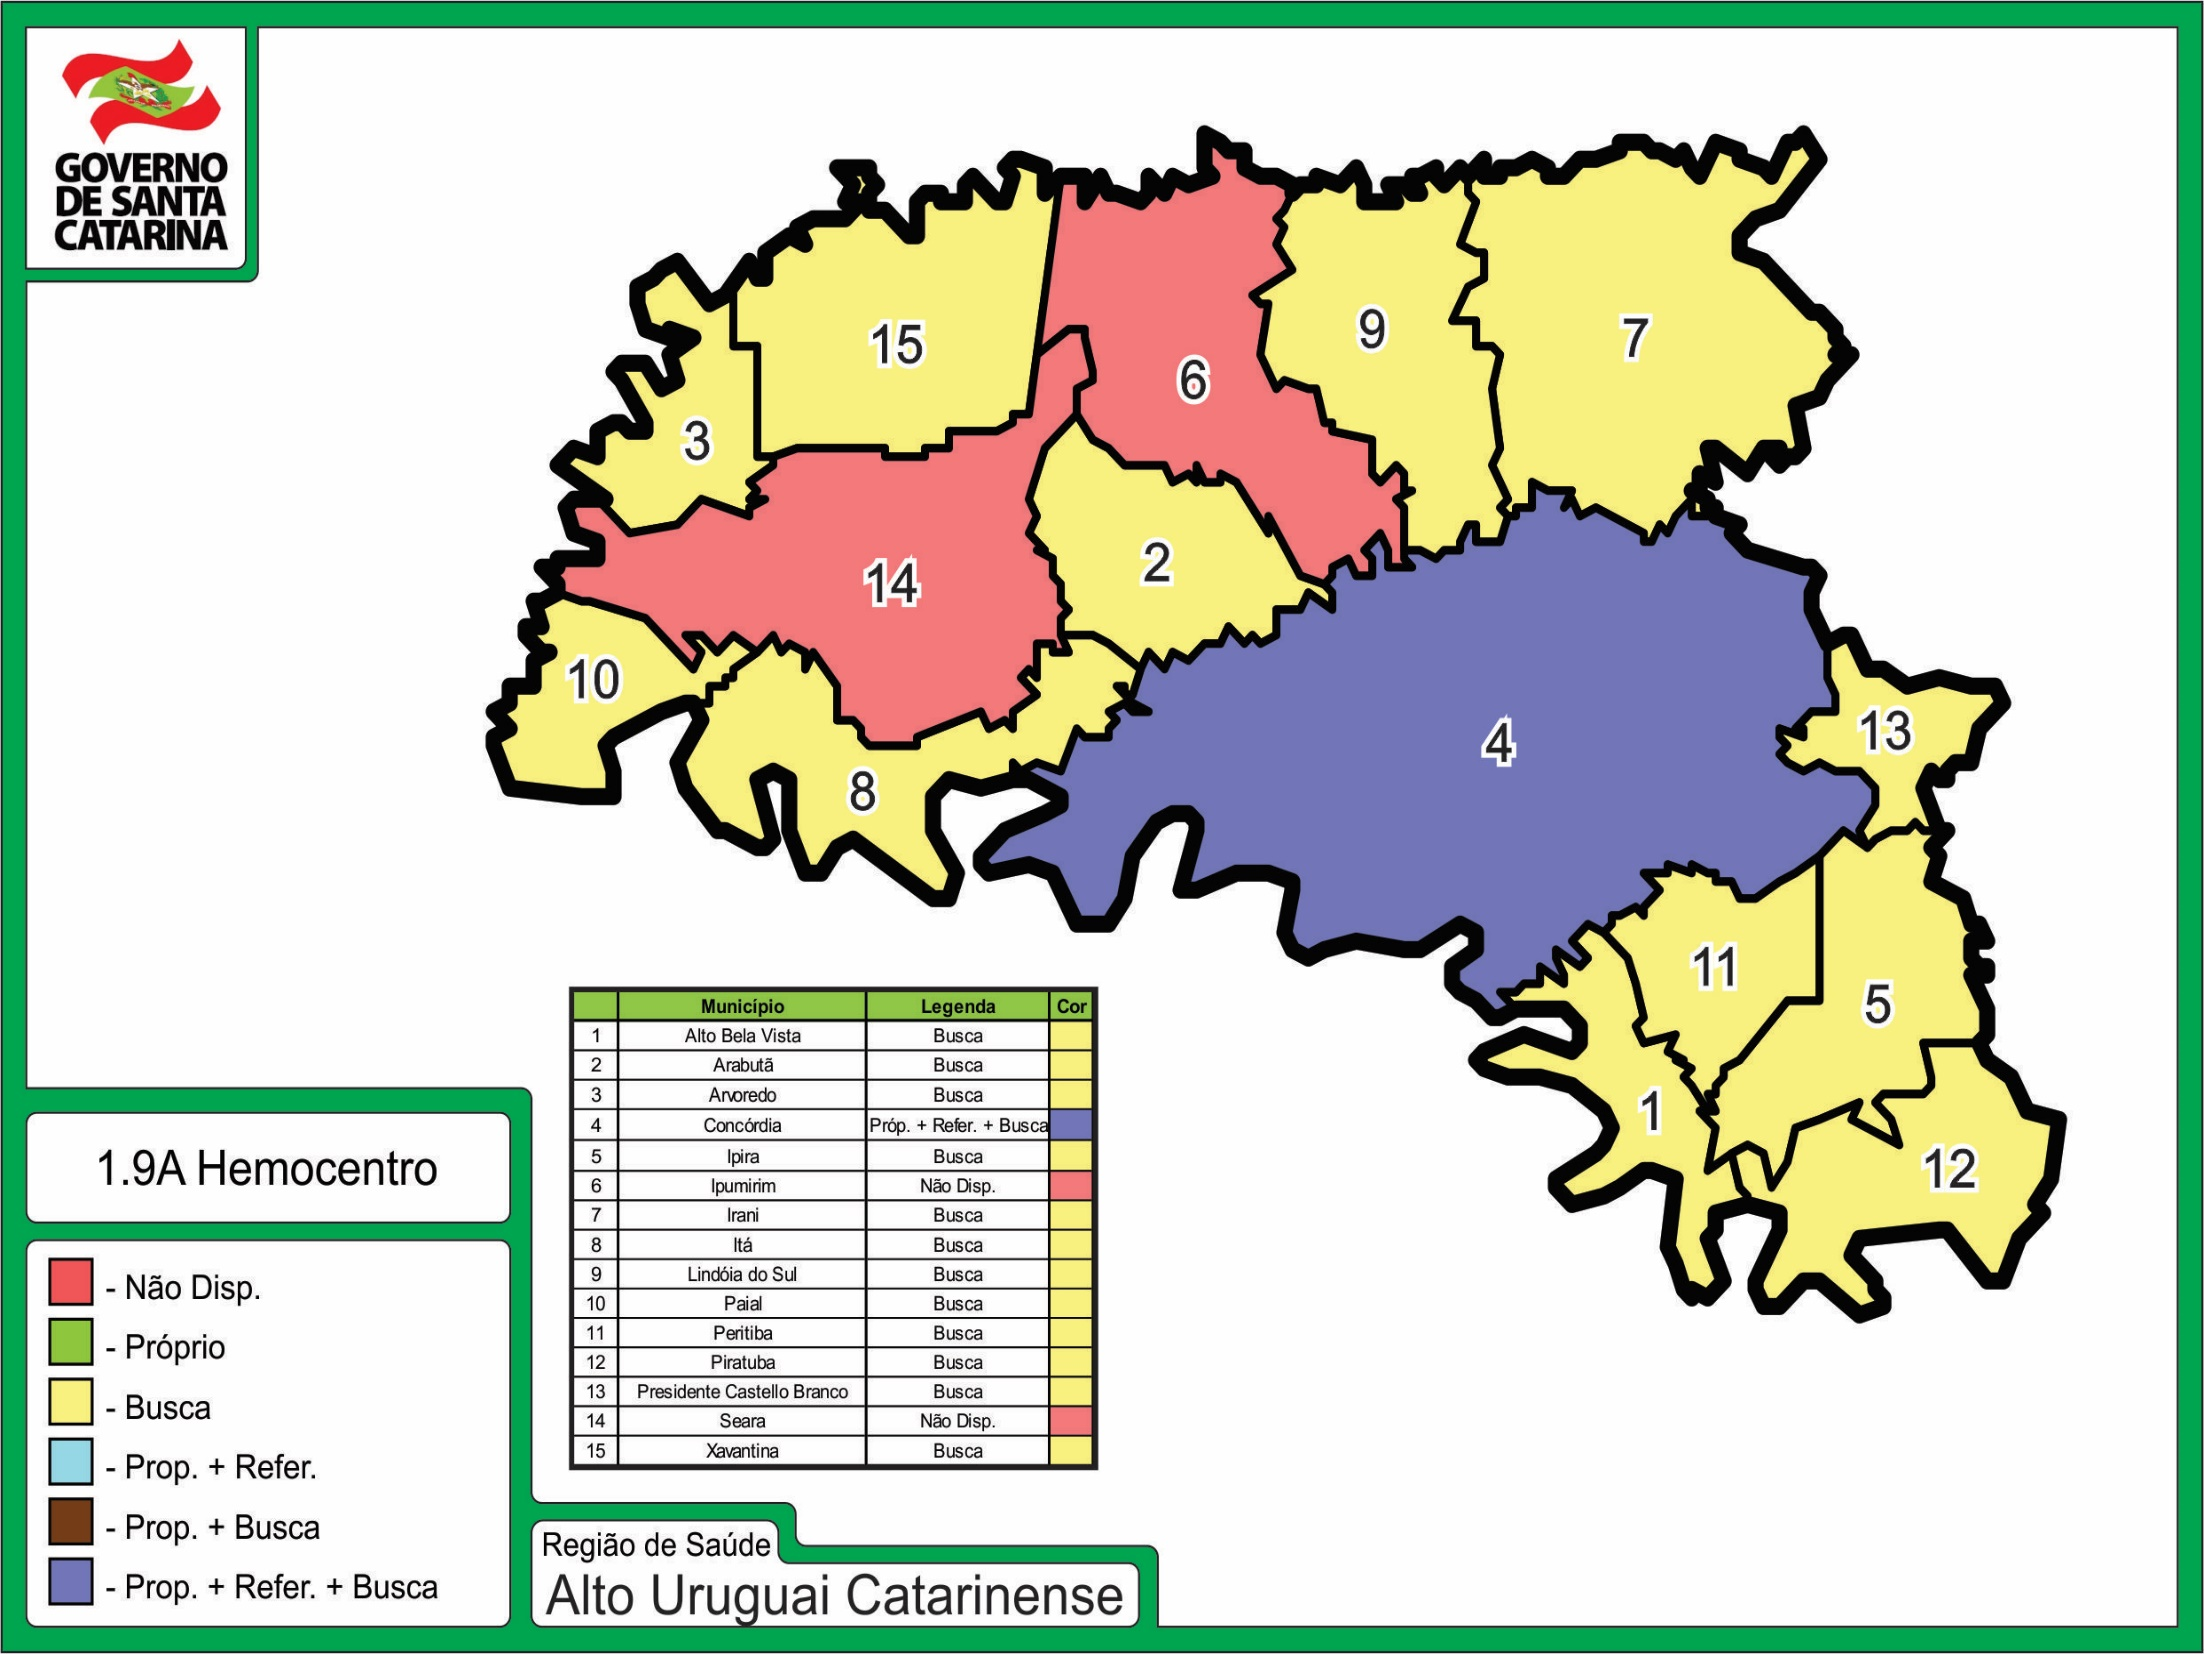 GOVERNO
DE SANTA
CATARINA
15
9
7
6
3
2
14
10
4
13
8
11
5
1
12
Município Legenda Cor
1 Alto Bela Vista Busca
2 Arabutã Busca
3 Arvoredo Busca
4 Concórdia Próp. + Refer. + Busca
5 Ipira Busca
6 Ipumirim Não Disp.
7 Irani Busca
8 Itá Busca
9 Lindóia do Sul Busca
10 Paial Busca
11 Peritiba Busca
12 Piratuba Busca
13 Presidente Castello Branco Busca
14 Seara Não Disp.
15 Xavantina Busca
1.9A Hemocentro
- Não Disp.
- Próprio
- Busca
- Prop. + Refer.
- Prop. + Busca
- Prop. + Refer. + Busca
Região de Saúde
Alto Uruguai Catarinense